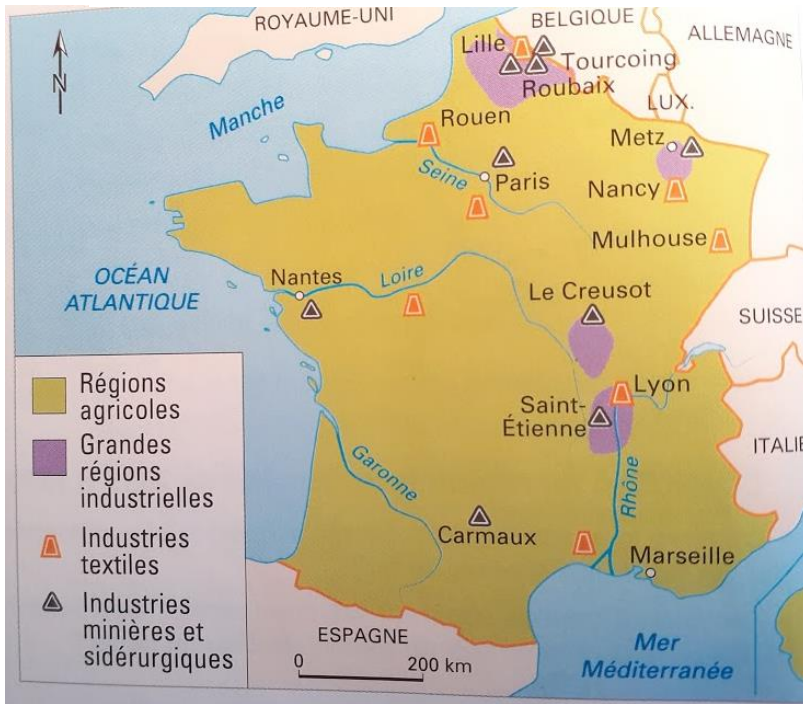 ROYAUME-UNI
BELGIQUE
ALLEMAGNE
Lille
Tourcoing
Roubaix
LUX.
N
Manche
Rouen
Metz
Seine
Paris
Nancy
Mulhouse
OCÉAN
ATLANTIQUE
Nantes
Loire
Le Creusot
SUISSE
Lyon
Saint-
Étienne
ITALIE
Garonne
Rhône
Carmaux
Marseille
ESPAGNE
Mer
Méditerranée
0 200 km
Régions
agricoles
Grandes
régions
industrielles
Industries
textiles
Industries
minières et
sidérurgiques